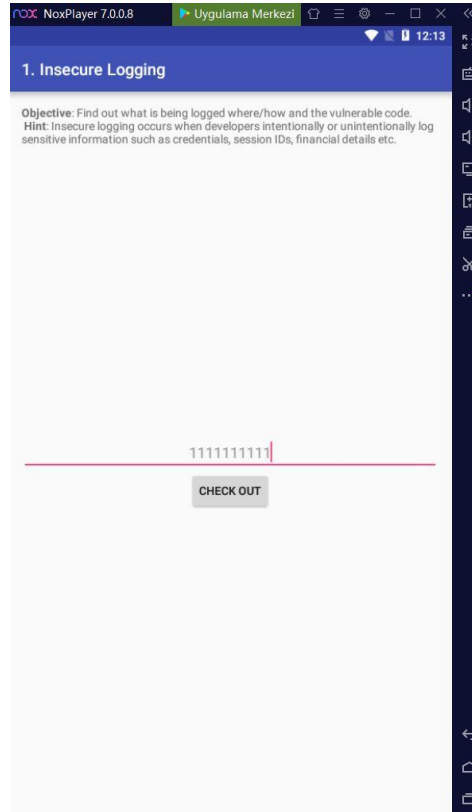 nox NoxPlayer 7.0.0.8 Uygulama Merkezi
12:13
1. Insecure Logging
Objective: Find out what is being logged where/how and the vulnerable code.
Hint: Insecure logging occurs when developers intentionally or unintentionally log
sensitive information such as credentials, session IDs, financial details etc.
1111111111
CHECK OUT